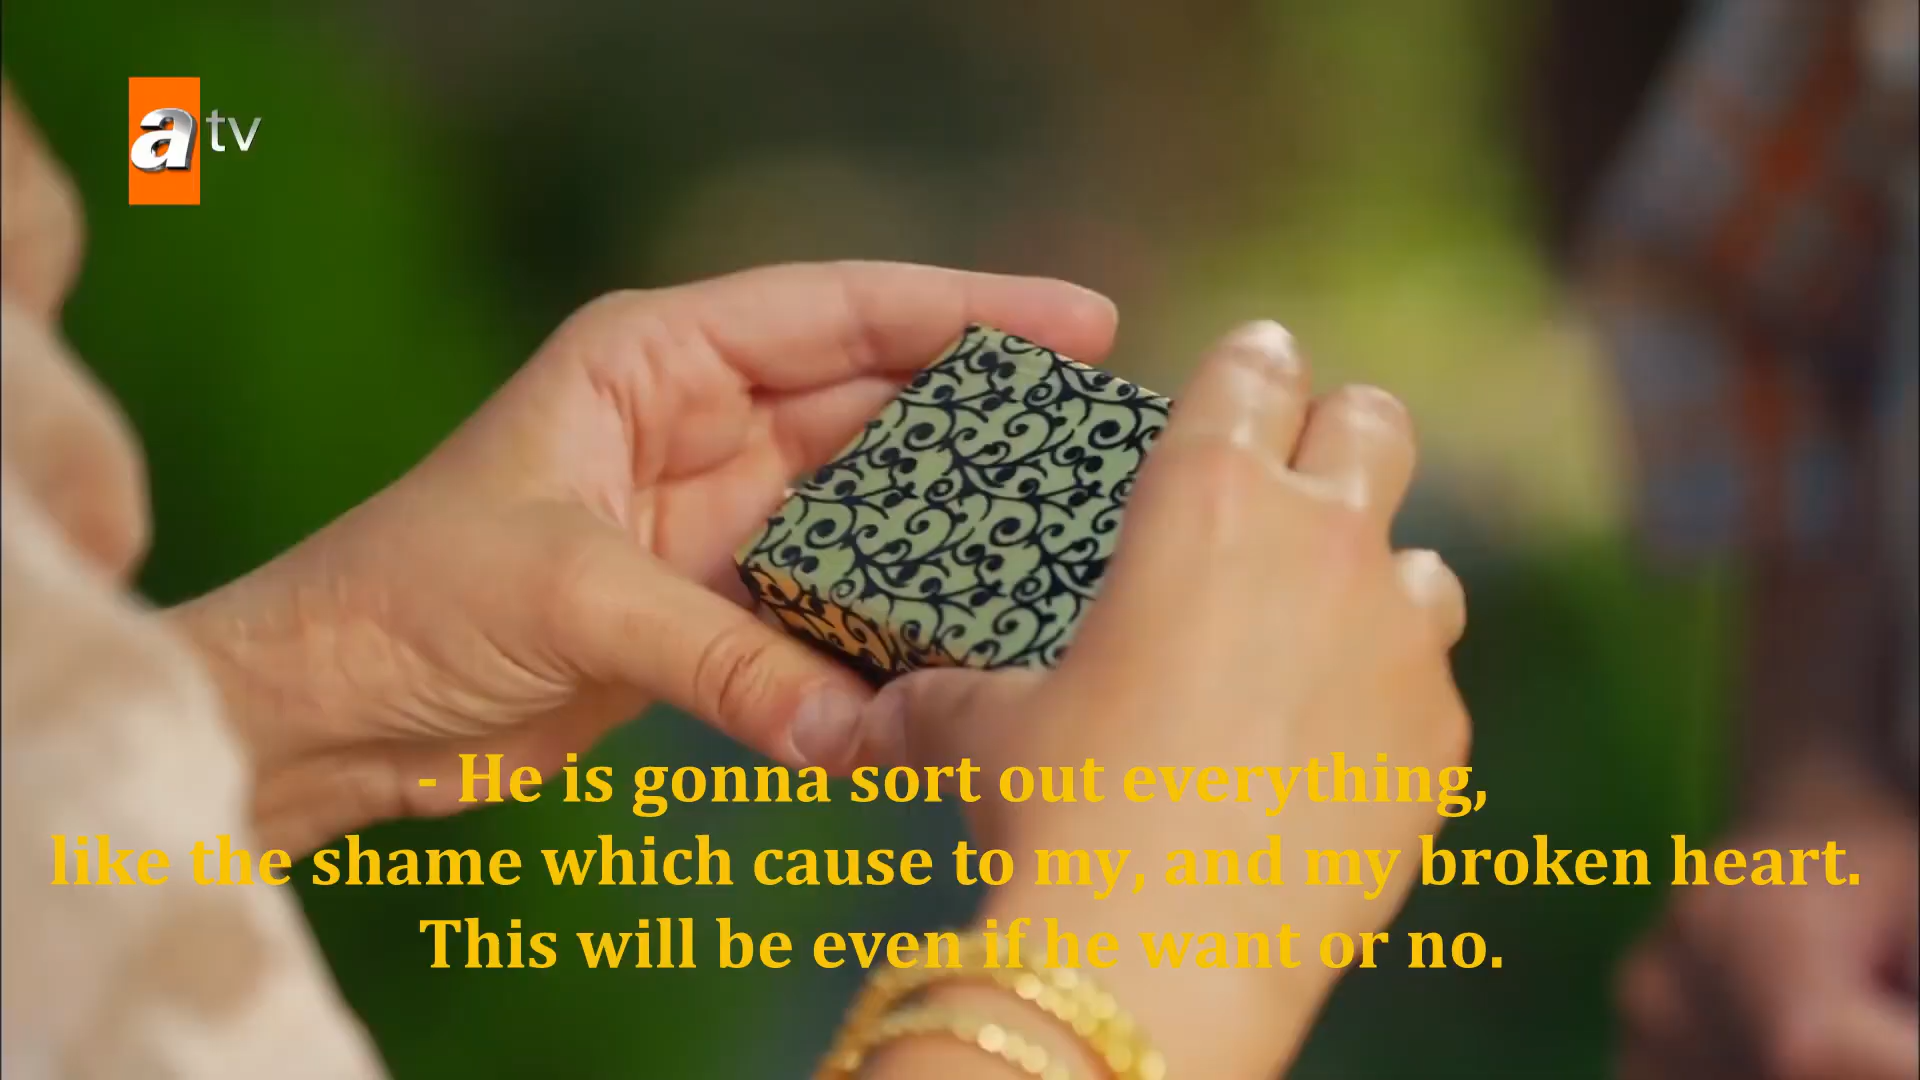 atv
- He is gonna sort out everything,
like the shame which cause to my, and my broken heart.
This will be even if he want or no.